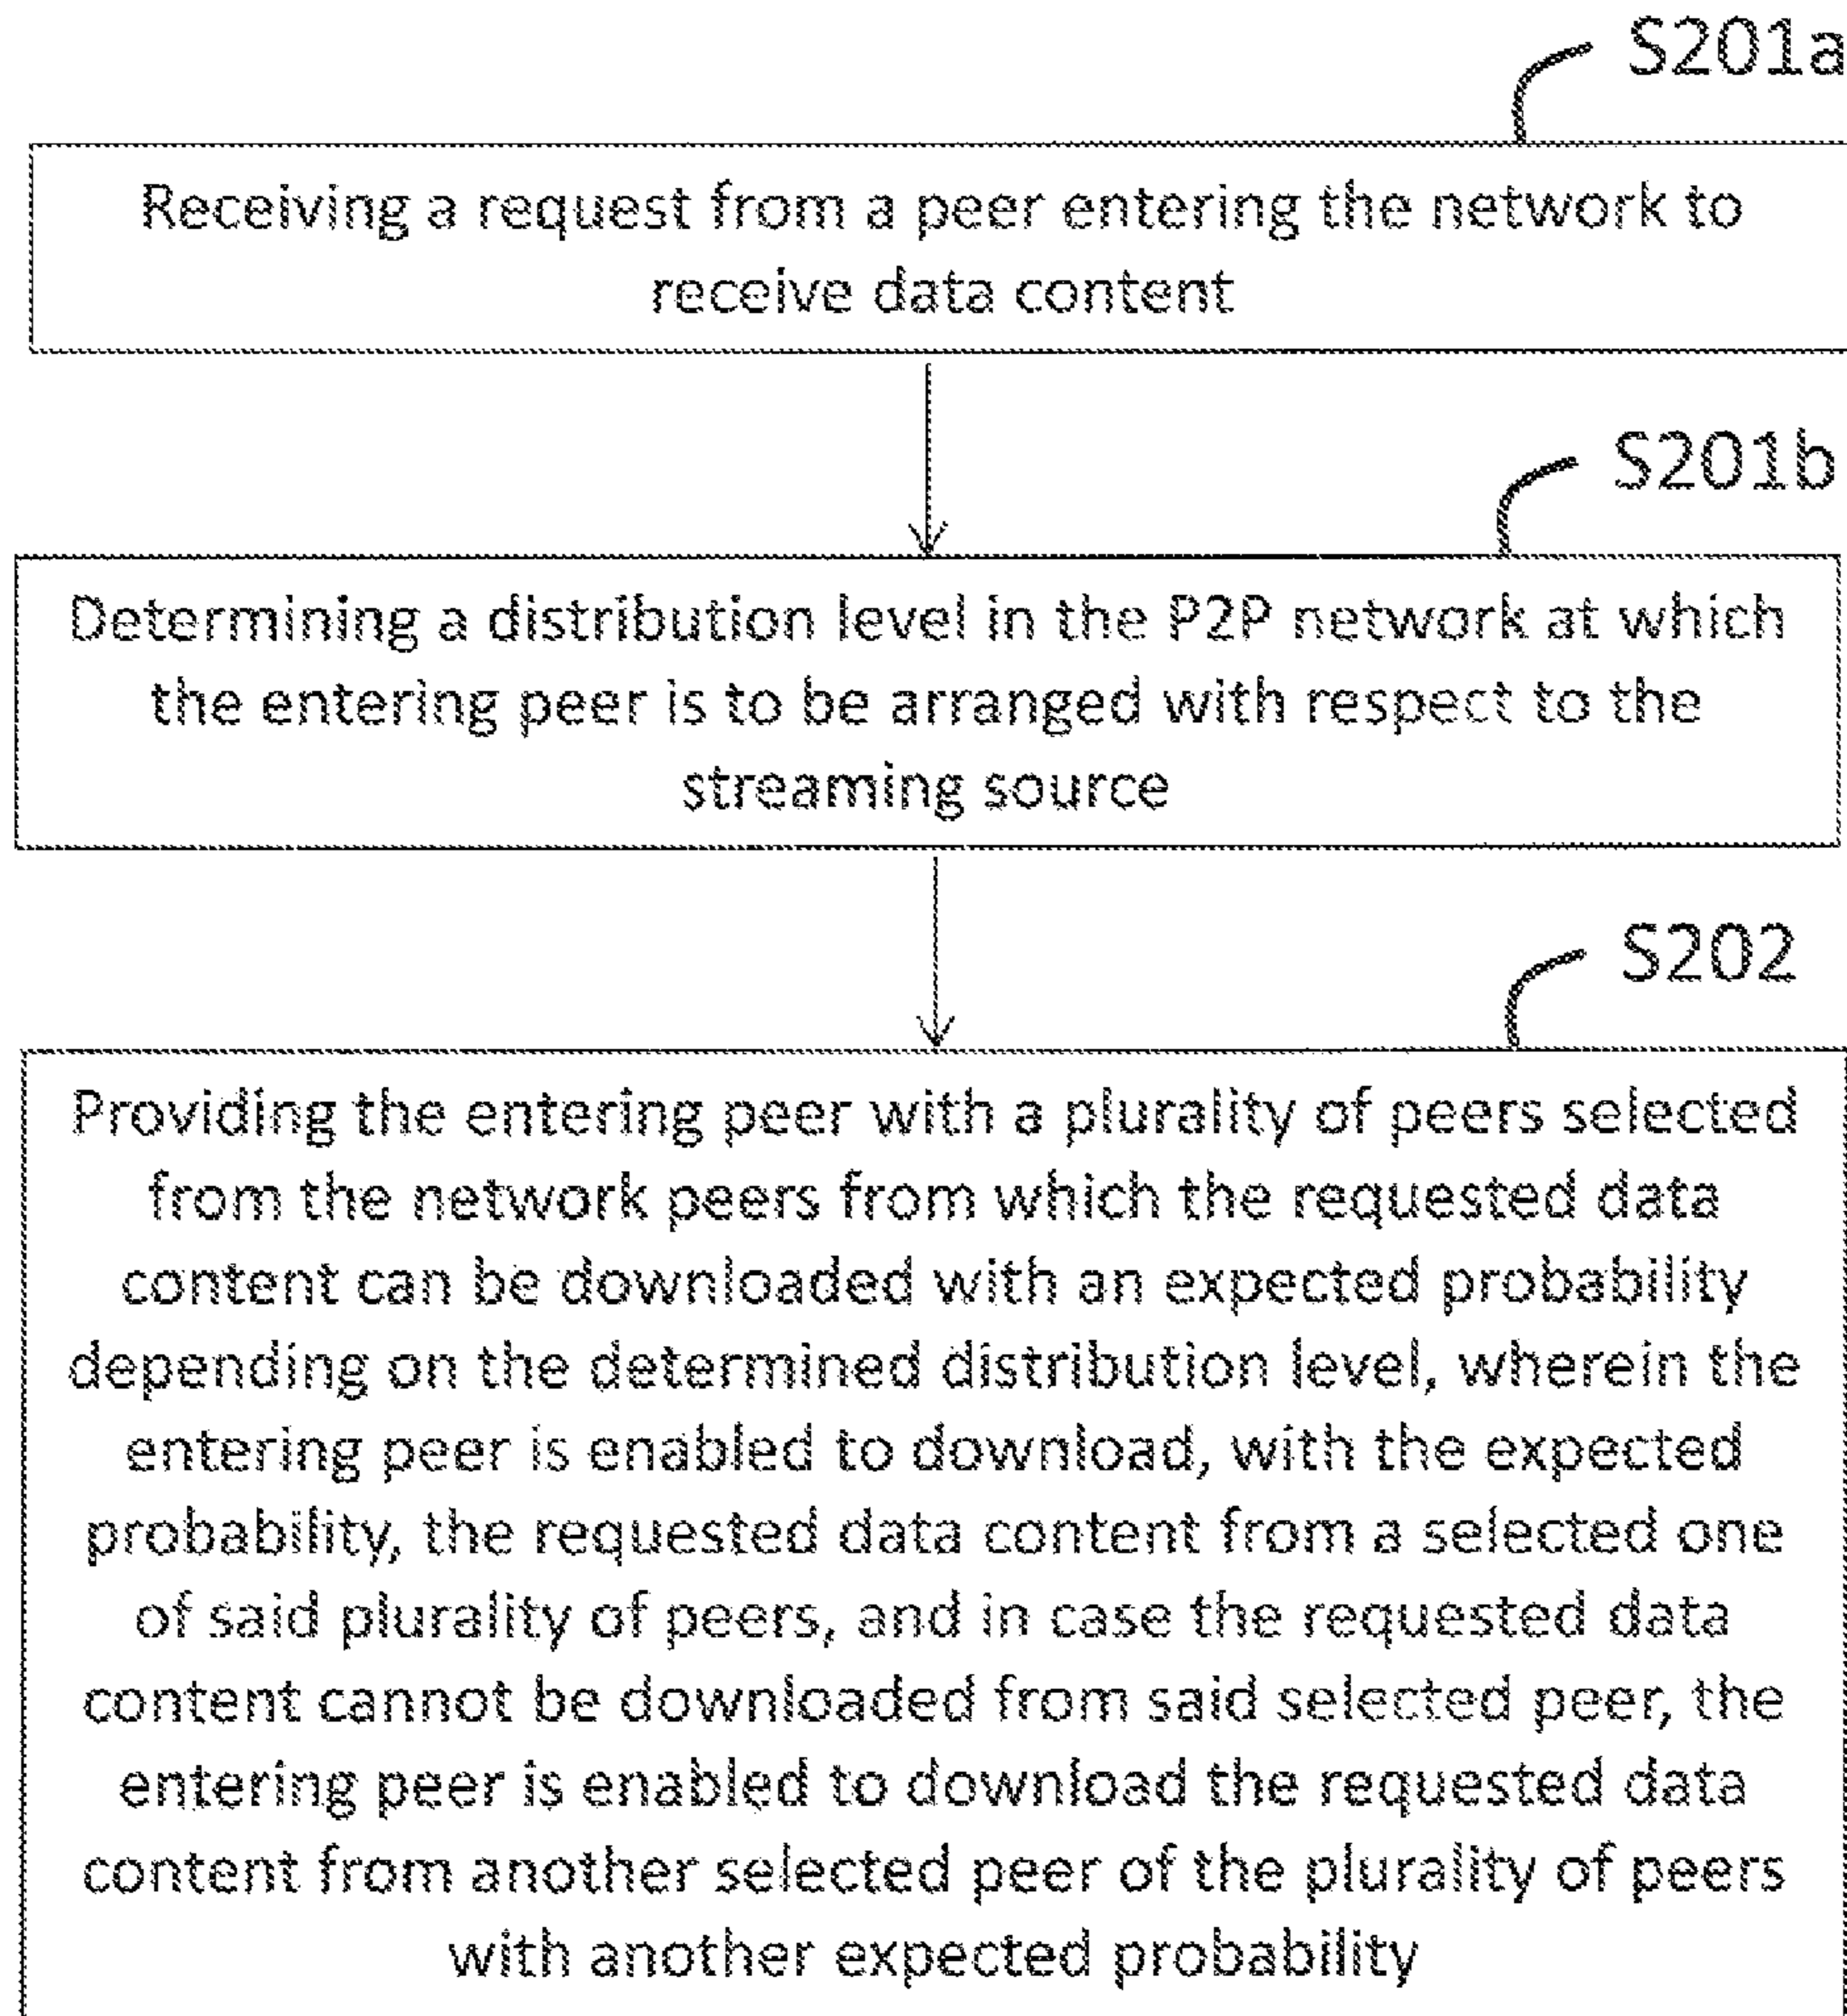 S201a
Receiving a request from a peer entering the network to
receive data content
S201b
Determining a distribution level in the P2P network at which
the entering peer is to be arranged with respect to the
streaming source
S202
Providing the entering peer with a plurality of peers selected
from the network peers from which the requested data
content can be downloaded with an expected probability
depending on the determined distribution level, wherein the
entering peer is enabled to download, with the expected
probability, the requested data content from a selected one
of said plurality of peers, and in case the requested data
content cannot be downloaded from said selected peer, the
entering peer is enabled to download the requested data
content from another selected peer of the plurality of peers
with another expected probability